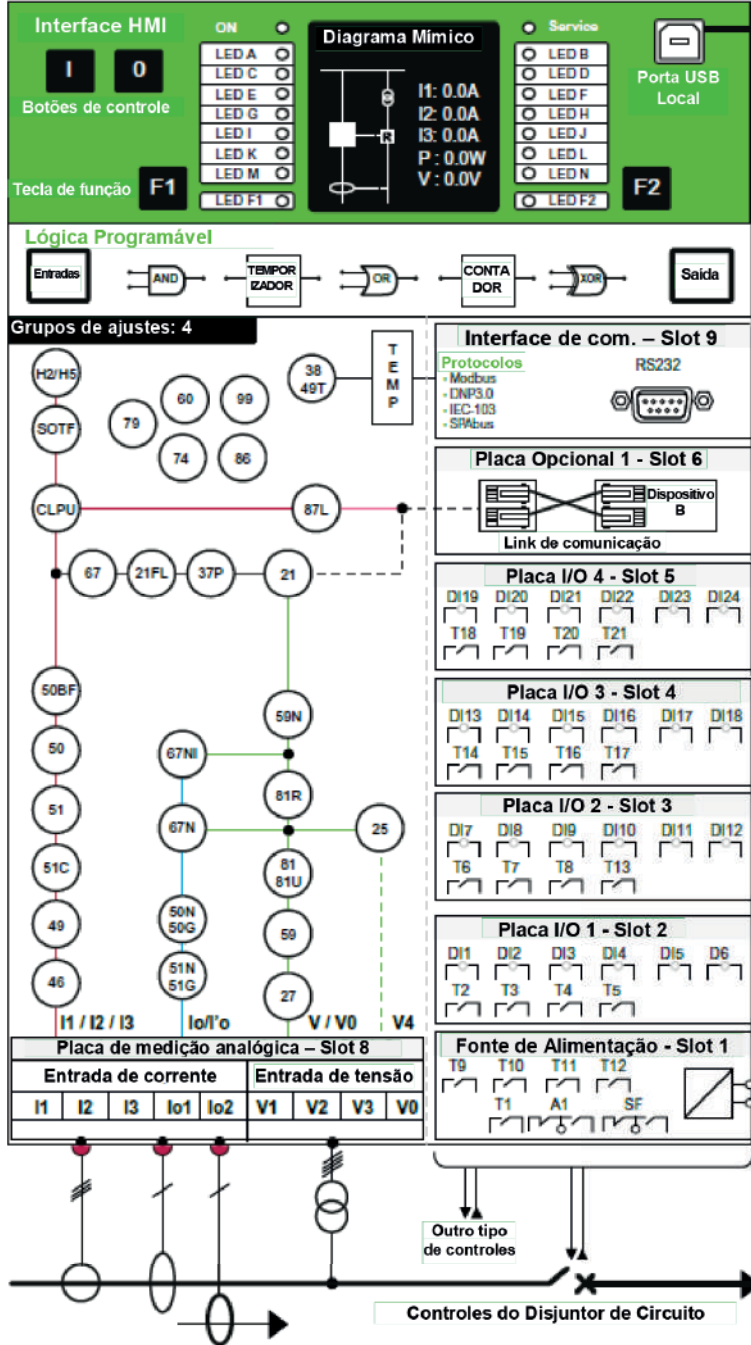 Interface HMI
I 0
Botões de controle
Tecla de função F1
ON
LED A
LED C
LED E
LED G
LED I
LED K
LED M
LED F1
Diagrama Mímico
R
I1: 0.0A
I2: 0.0A
I3: 0.0A
P : 0.0W
V : 0.0V
Service
LED B
LED D
LED F
LED H
LED J
LED L
LED N
LED F2
Porta USB
Local
F2
Lógica Programável
Entradas
AND
TEMPOR
IZADOR
OR
CONTA
DOR
XOR
Saída
Grupos de ajustes: 4
H2/H5
SOTF
CLPU
79
60
99
74
86
38
49T
T
E
M
P
87L
67
21FL
37P
21
50BF
50
51
51C
49
46
67NI
67N
50N
50G
51N
51G
59N
81R
81
81U
59
27
25
I1 / I2 / I3
Io/I'o
V / V0
V4
Placa de medição analógica – Slot 8
Entrada de corrente
Entrada de tensão
I1 I2 I3 Io1 Io2 V1 V2 V3 V0
Interface de com. – Slot 9
Protocolos
- Modbus
- DNP3.0
- IEC-103
- SPAbus
RS232
Placa Opcional 1 - Slot 6
Dispositivo
B
Link de comunicação
Placa I/O 4 - Slot 5
DI19 DI20 DI21 DI22 DI23 DI24
T18 T19 T20 T21
Placa I/O 3 - Slot 4
DI13 DI14 DI15 DI16 DI17 DI18
T14 T15 T16 T17
Placa I/O 2 - Slot 3
DI7 DI8 DI9 DI10 DI11 DI12
T6 T7 T8 T13
Placa I/O 1 - Slot 2
DI1 DI2 DI3 DI4 DI5 D6
T2 T3 T4 T5
Fonte de Alimentação - Slot 1
T9 T10 T11 T12
T1 A1 SF
Outro tipo
de controles
Controles do Disjuntor de Circuito